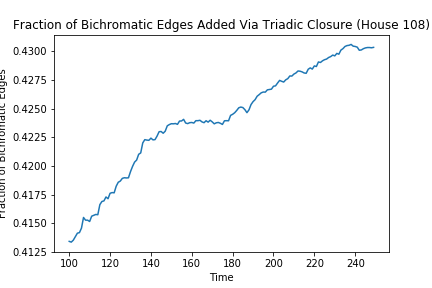 Fraction of Bichromatic Edges Added Via Triadic Closure (House 108)
0.4300
0.4275
0.4250
0.4225
0.4200
0.4175
0.4150
0.4125
Fraction of Bichromatic Edges
100 120 140 160 180 200 220 240
Time